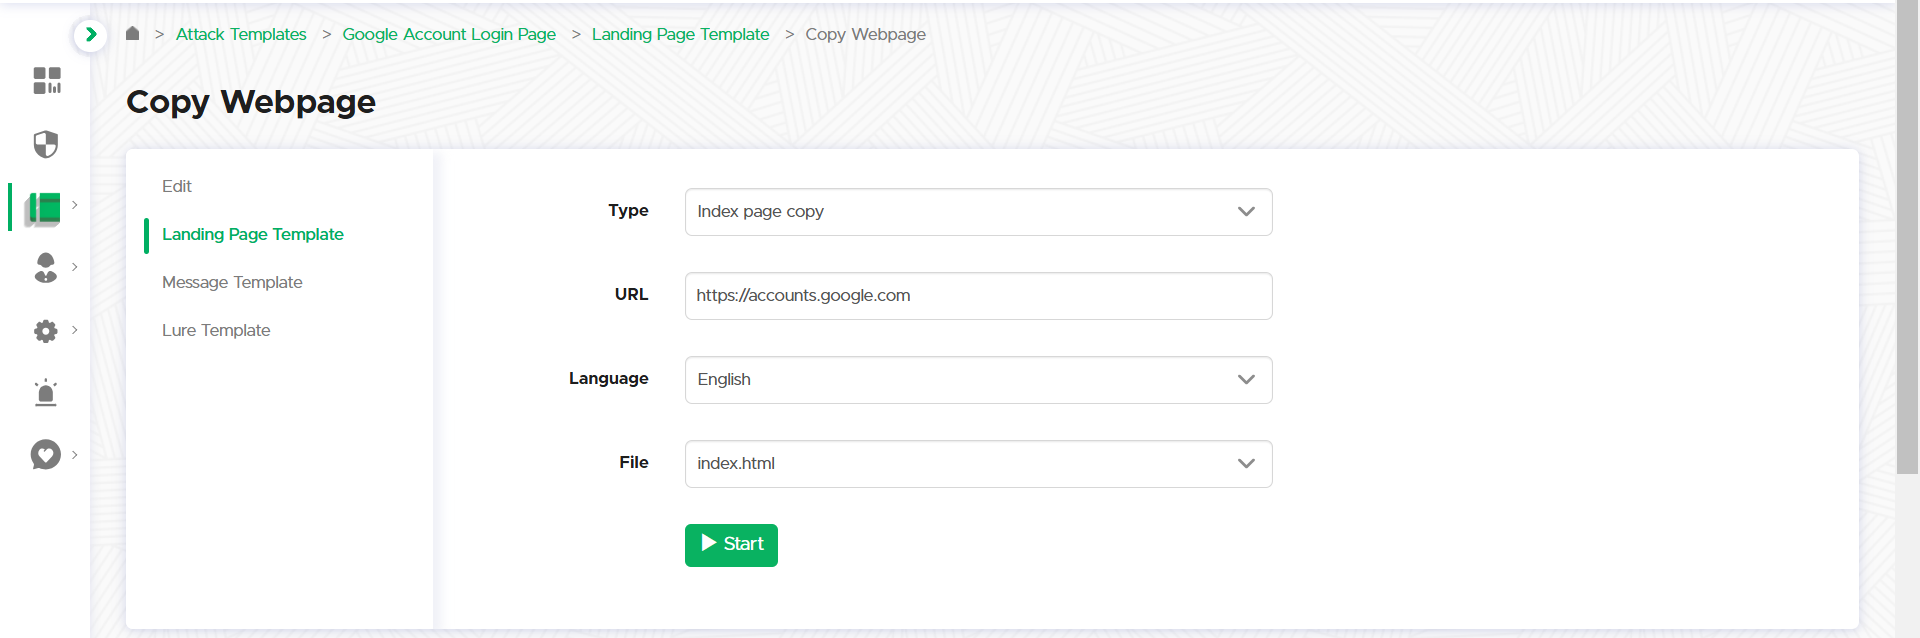 > Attack Templates > Google Account Login Page > Landing Page Template > Copy Webpage
Copy Webpage
Edit
Landing Page Template
Message Template
Lure Template
Type Index page copy
URL https://accounts.google.com
Language English
File index.html
Start